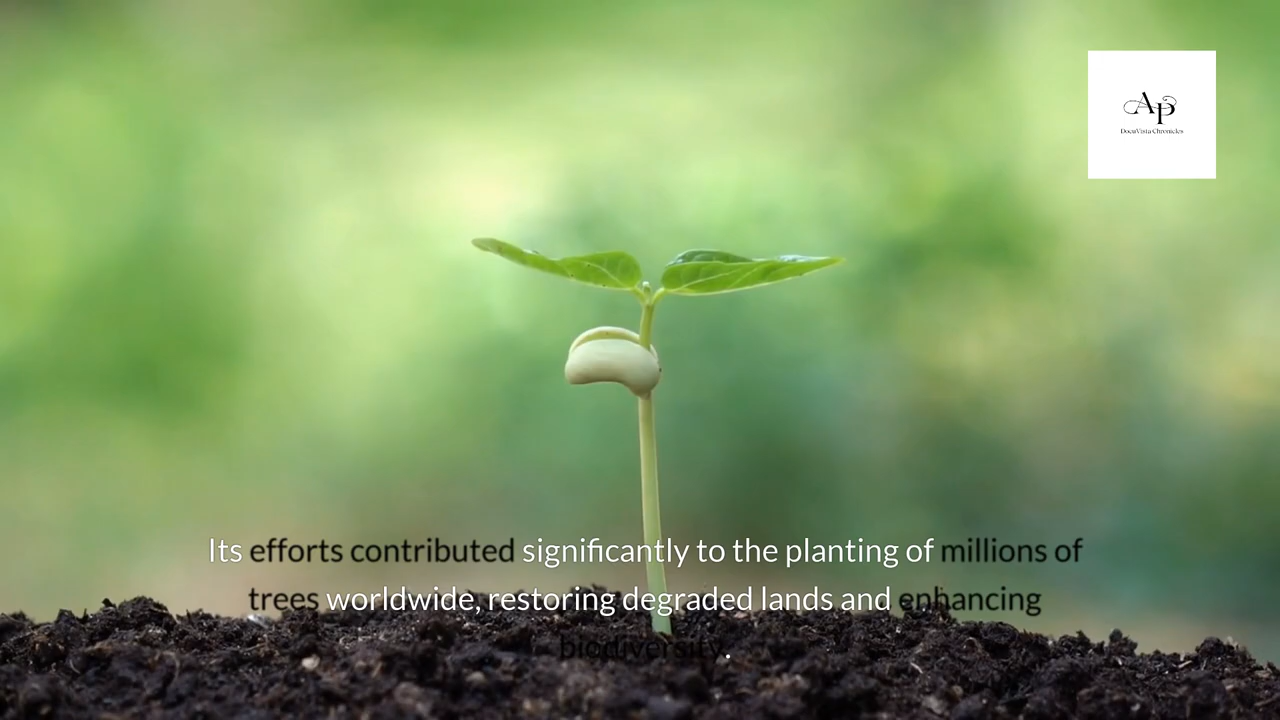 AP
DocuVista Chronicles
Its efforts contributed significantly to the planting of millions of
trees worldwide, restoring degraded lands and enhancing
biodiversity.